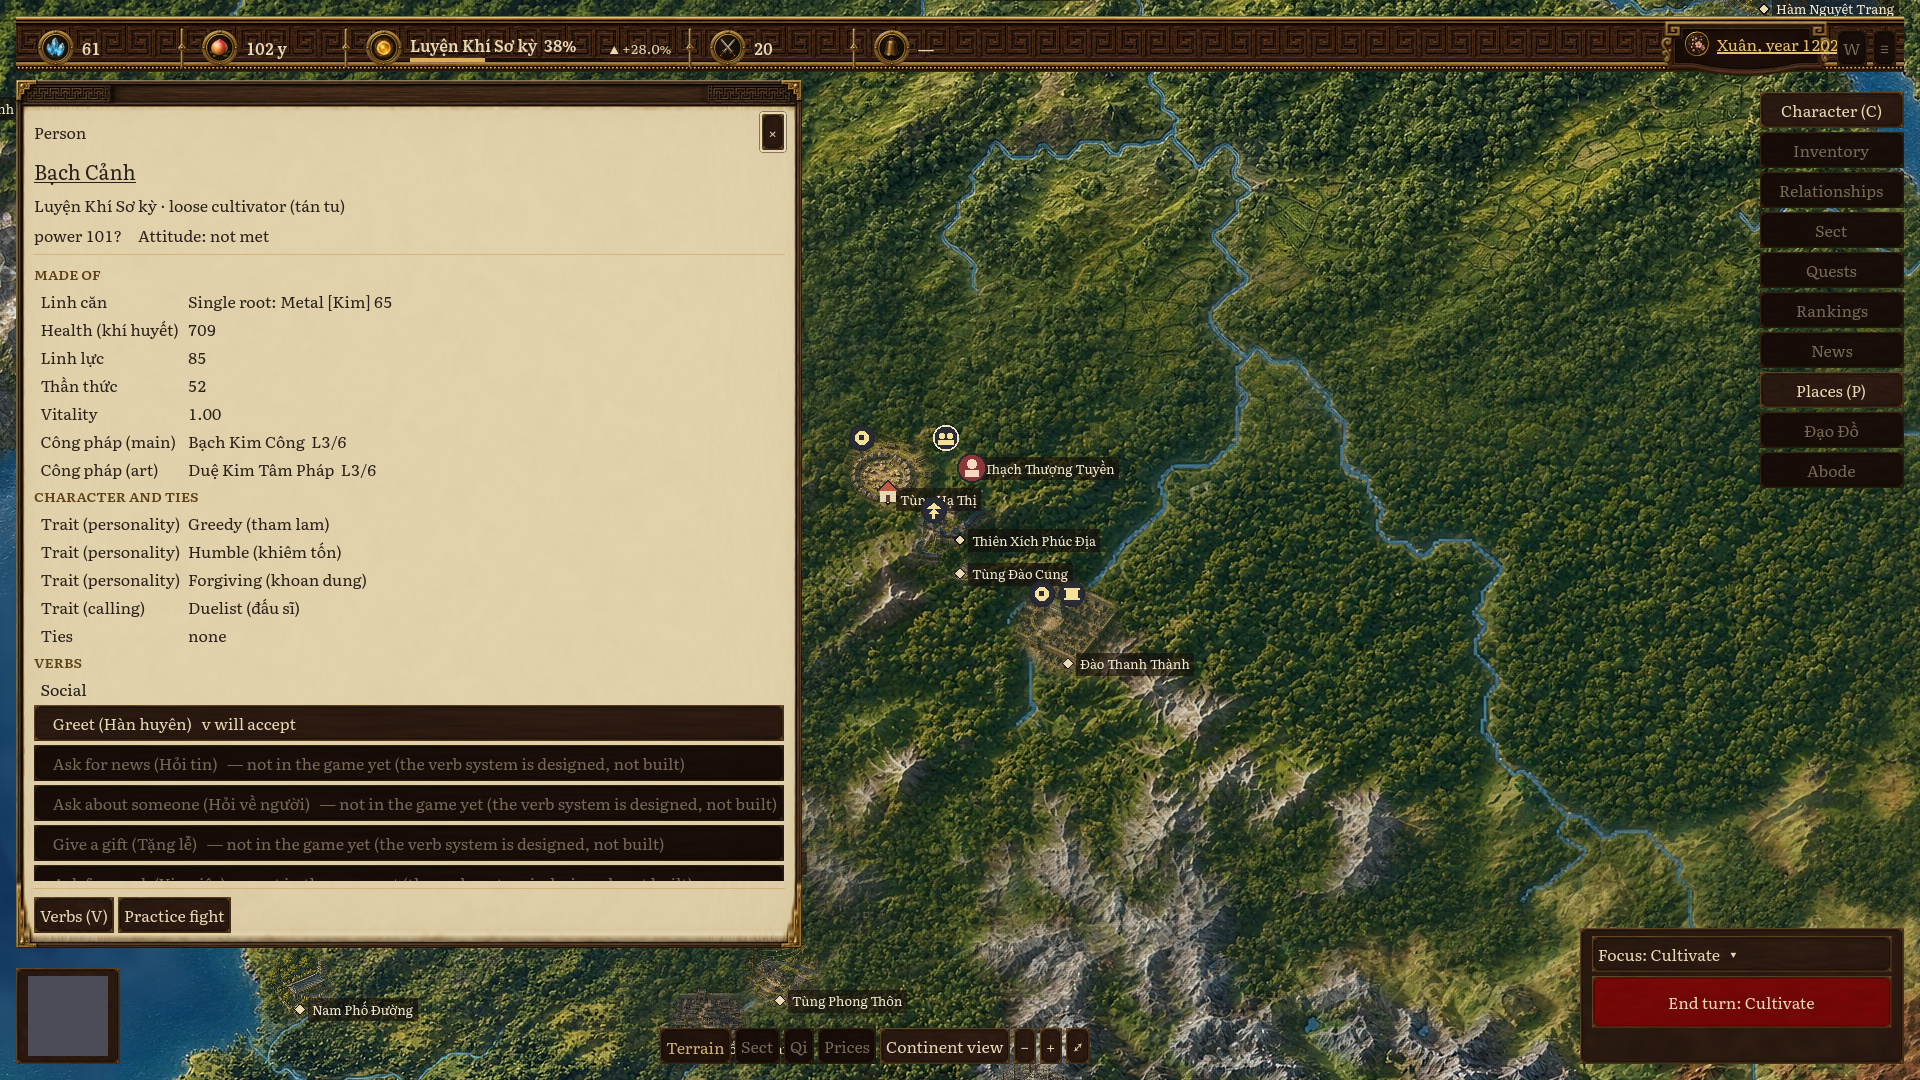 Hàm Nguyệt Trang
61
102 y
Luyện Khí Sơ kỳ 38%
▲+28.0%
20
—
Xuân, year 1202
W
≡
nh
Person
×
Bạch Cảnh
Luyện Khí Sơ kỳ · loose cultivator (tán tu)
power 101? Attitude: not met
MADE OF
Linh căn Single root: Metal [Kim] 65
Health (khí huyết) 709
Linh lực 85
Thần thức 52
Vitality 1.00
Công pháp (main) Bạch Kim Công L3/6
Công pháp (art) Duệ Kim Tâm Pháp L3/6
CHARACTER AND TIES
Trait (personality) Greedy (tham lam)
Trait (personality) Humble (khiêm tốn)
Trait (personality) Forgiving (khoan dung)
Trait (calling) Duelist (đấu sĩ)
Ties none
VERBS
Social
Greet (Hàn huyên) v will accept
Ask for news (Hỏi tin) — not in the game yet (the verb system is designed, not built)
Ask about someone (Hỏi về người) — not in the game yet (the verb system is designed, not built)
Give a gift (Tặng lễ) — not in the game yet (the verb system is designed, not built)
Verbs (V)
Practice fight
Character (C)
Inventory
Relationships
Sect
Quests
Rankings
News
Places (P)
Đạo Đồ
Abode
Thạch Thượng Tuyền
Hạ Thị
Thiên Xích Phúc Địa
Tùng Đào Cung
Đào Thanh Thành
Nam Phố Đường
Tùng Phong Thôn
Focus: Cultivate ▾
End turn: Cultivate
Terrain
Sect
Qi
Prices
Continent view
−
+
⤢